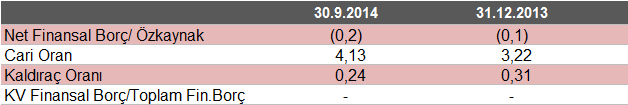 30.9.2014 31.12.2013
Net Finansal Borç/ Özkaynak (0,2) (0,1)
Cari Oran 4,13 3,22
Kaldıraç Oranı 0,24 0,31
KV Finansal Borç/Toplam Fin.Borç - -